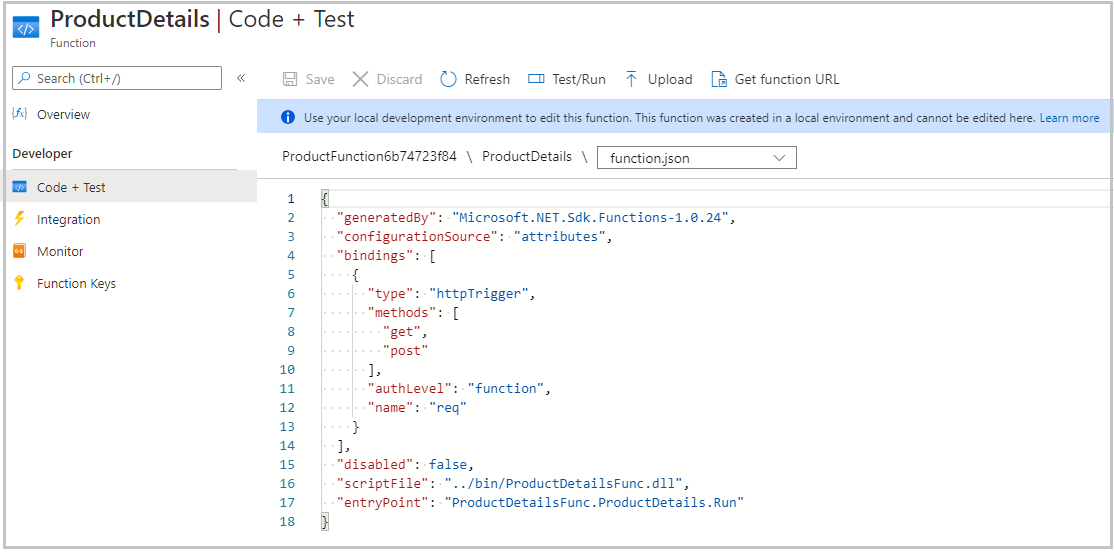 ProductDetails | Code + Test
Function
Search (Ctrl+/)
«
Save Discard Refresh Test/Run Upload Get function URL
Overview
Developer
Code + Test
Integration
Monitor
Function Keys
Use your local development environment to edit this function. This function was created in a local environment and cannot be edited here. Learn more
ProductFunction6b74723f84 \ ProductDetails \ function.json
1 {
2 "generatedBy": "Microsoft.NET.Sdk.Functions-1.0.24",
3 "configurationSource": "attributes",
4 "bindings": [
5 {
6 "type": "httpTrigger",
7 "methods": [
8 "get",
9 "post"
10 ],
11 "authLevel": "function",
12 "name": "req"
13 }
14 ],
15 "disabled": false,
16 "scriptFile": "../bin/ProductDetailsFunc.dll",
17 "entryPoint": "ProductDetailsFunc.ProductDetails.Run"
18 }